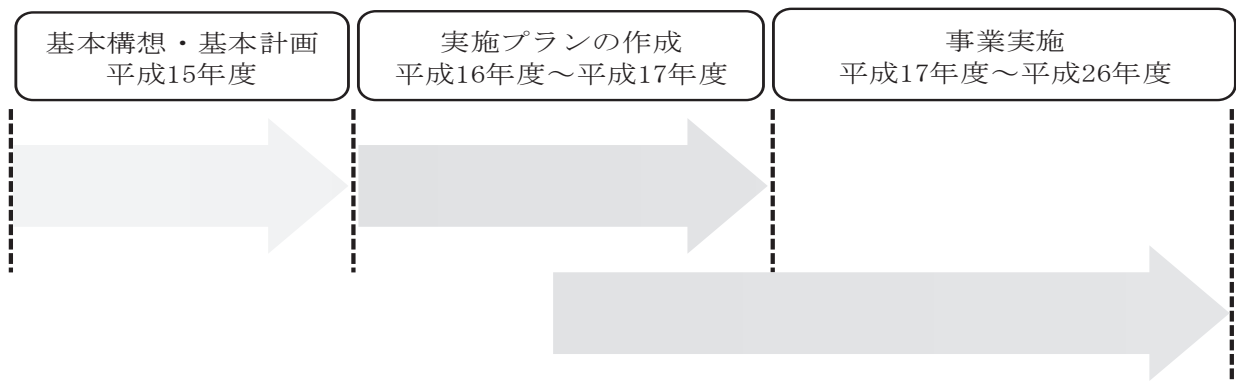 基本構想・基本計画
平成15年度
実施プランの作成
平成16年度～平成17年度
事業実施
平成17年度～平成26年度